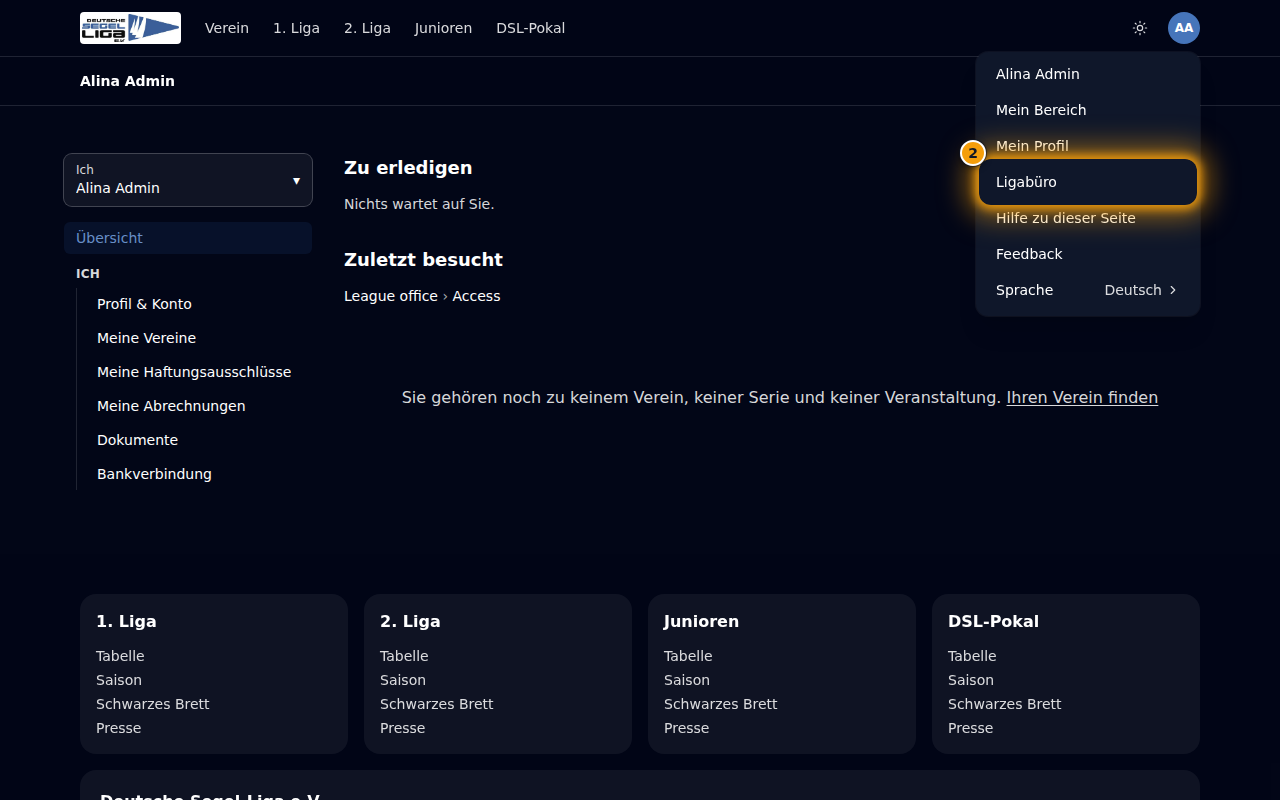 DEUTSCHE
SEGEL
LIGA
e.V.
Verein
1. Liga
2. Liga
Junioren
DSL-Pokal
AA
Alina Admin
Alina Admin
Mein Bereich
Mein Profil
2
Ligabüro
Hilfe zu dieser Seite
Feedback
Sprache Deutsch
Ich
Alina Admin
Übersicht
ICH
Profil & Konto
Meine Vereine
Meine Haftungsausschlüsse
Meine Abrechnungen
Dokumente
Bankverbindung
Zu erledigen
Nichts wartet auf Sie.
Zuletzt besucht
League office › Access
Sie gehören noch zu keinem Verein, keiner Serie und keiner Veranstaltung. Ihren Verein finden
1. Liga
Tabelle
Saison
Schwarzes Brett
Presse
2. Liga
Tabelle
Saison
Schwarzes Brett
Presse
Junioren
Tabelle
Saison
Schwarzes Brett
Presse
DSL-Pokal
Tabelle
Saison
Schwarzes Brett
Presse
Deutsche Segel-Liga e.V.